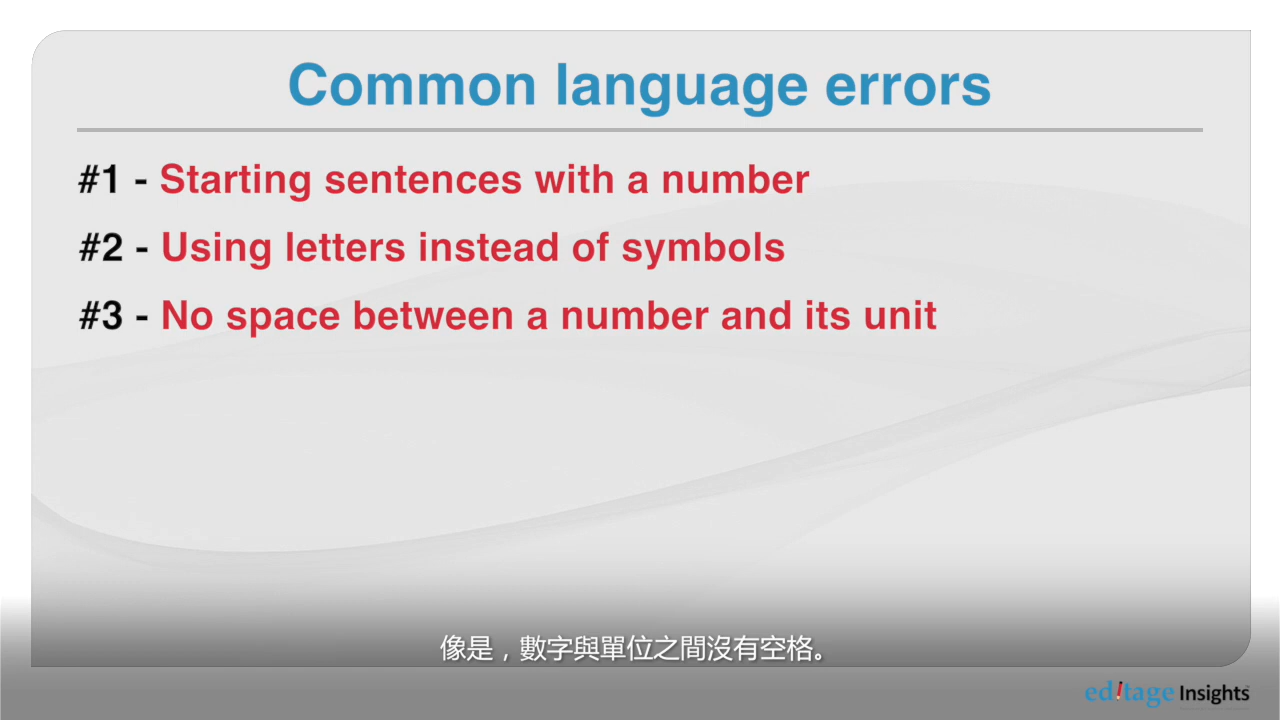 Common language errors
#1 - Starting sentences with a number
#2 - Using letters instead of symbols
#3 - No space between a number and its unit
像是，數字與單位之間沒有空格。
editage Insights